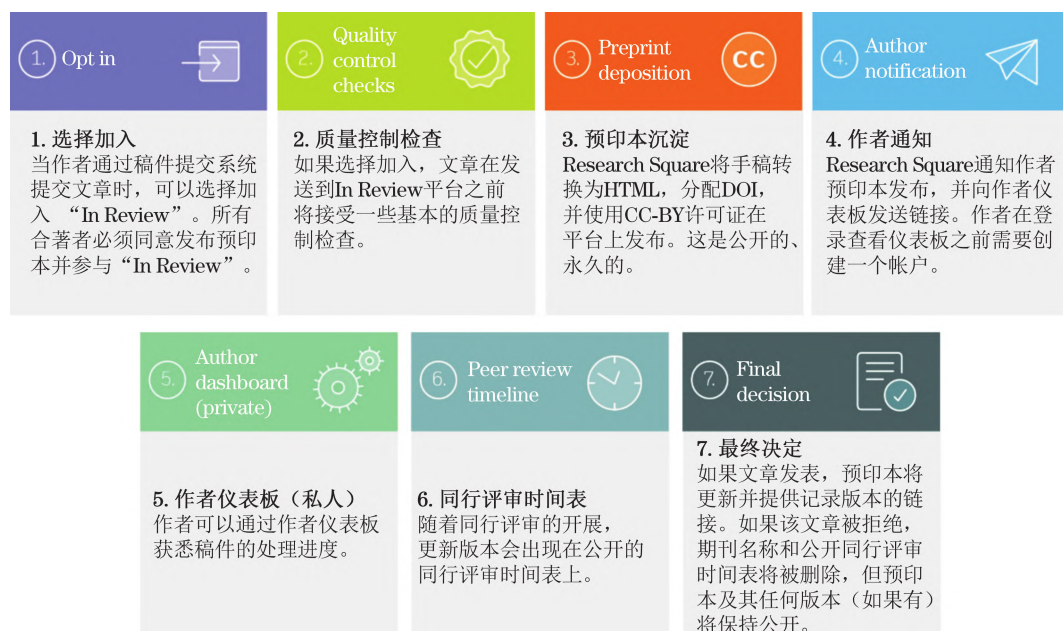 1. Opt in
2. Quality
control
checks
3. Preprint
deposition
CC
4. Author
notification
1. 选择加入
当作者通过稿件提交系统
提交文章时，可以选择加
入 “In Review”。所有
合著者必须同意发布预印
本并参与“In Review”。
2. 质量控制检查
如果选择加入，文章在发
送到In Review平台之前
将接受一些基本的质量控
制检查。
3. 预印本沉淀
Research Square将手稿转
换为HTML，分配DOI，
并使用CC-BY许可证在
平台上发布。这是公开的、
永久的。
4. 作者通知
Research Square通知作者
预印本发布，并向作者仪
表板发送链接。作者在登
录查看仪表板之前需要创
建一个帐户。
5. Author
dashboard
(private)
6. Peer review
timeline
7. Final
decision
5. 作者仪表板（私人）
作者可以通过作者仪表板
获悉稿件的处理进度。
6. 同行评审时间表
随着同行评审的开展，
更新版本会出现在公开的
同行评审时间表上。
7. 最终决定
如果文章发表，预印本将
更新并提供记录版本的链
接。如果该文章被拒绝，
期刊名称和公开同行评审
时间表将被删除，但预印
本及其任何版本（如果有）
将保持公开。